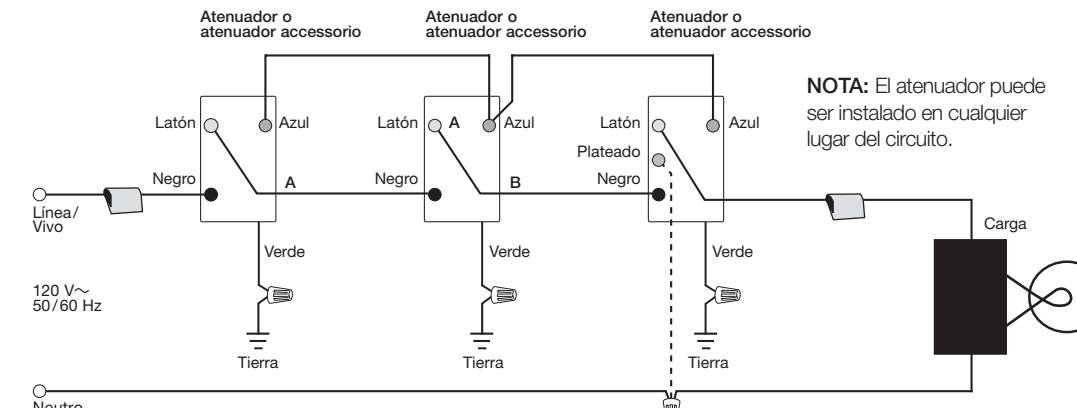 Atenuador o
atenuador accessorio
Atenuador o
atenuador accessorio
Atenuador o
atenuador accessorio
NOTA: El atenuador puede
ser instalado en cualquier
lugar del circuito.
Latón
Azul
Latón
A
Azul
Latón
Azul
Plateado
Negro
A
Negro
B
Negro
Línea/
Vivo
Carga
Verde
Verde
Verde
120 V~
50/60 Hz
Tierra
Tierra
Tierra
Neutro